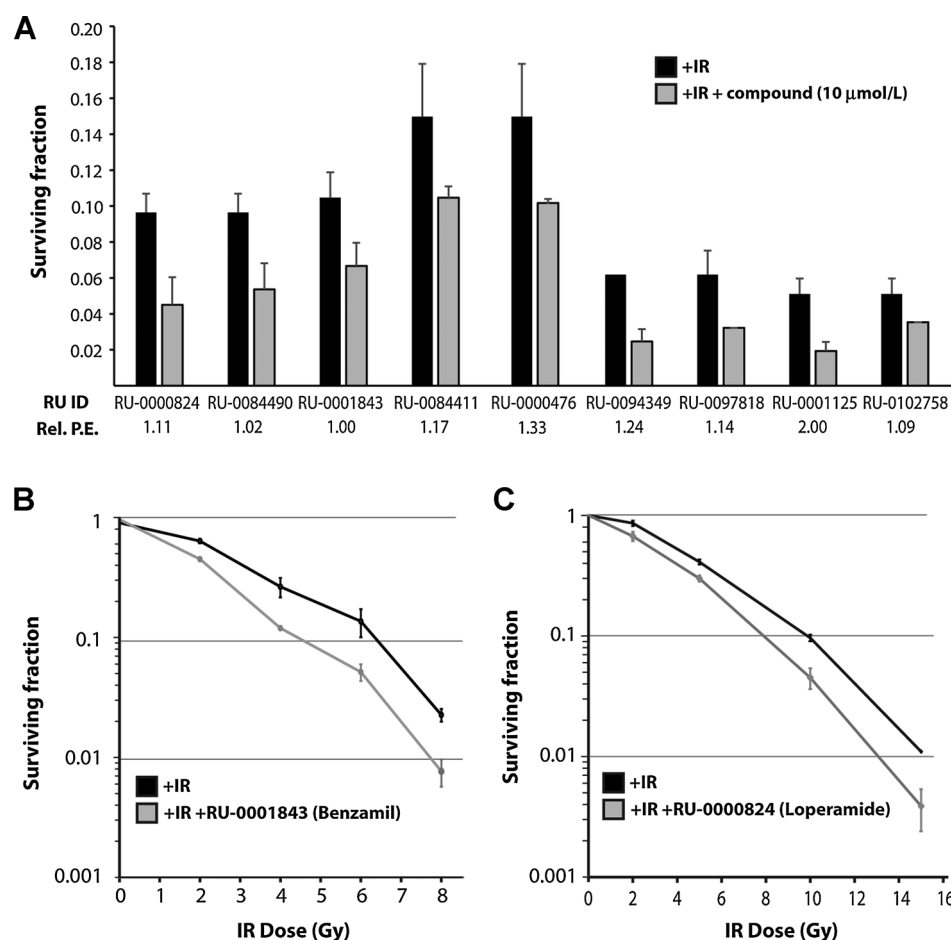 A
0.20
0.18
0.16
0.14
0.12
0.10
0.08
0.06
0.04
0.02
Surviving fraction
+IR
+IR + compound (10 μmol/L)
RU ID RU-0000824 RU-0084490 RU-0001843 RU-0084411 RU-0000476 RU-0094349 RU-0097818 RU-0001125 RU-0102758
Rel. P.E. 1.11 1.02 1.00 1.17 1.33 1.24 1.14 2.00 1.09
B
1
0.1
0.01
0.001
Surviving fraction
+IR
+IR +RU-0001843 (Benzamil)
0 1 2 3 4 5 6 7 8
IR Dose (Gy)
C
1
0.1
0.01
0.001
Surviving fraction
+IR
+IR +RU-0000824 (Loperamide)
0 2 4 6 8 10 12 14 16
IR Dose (Gy)